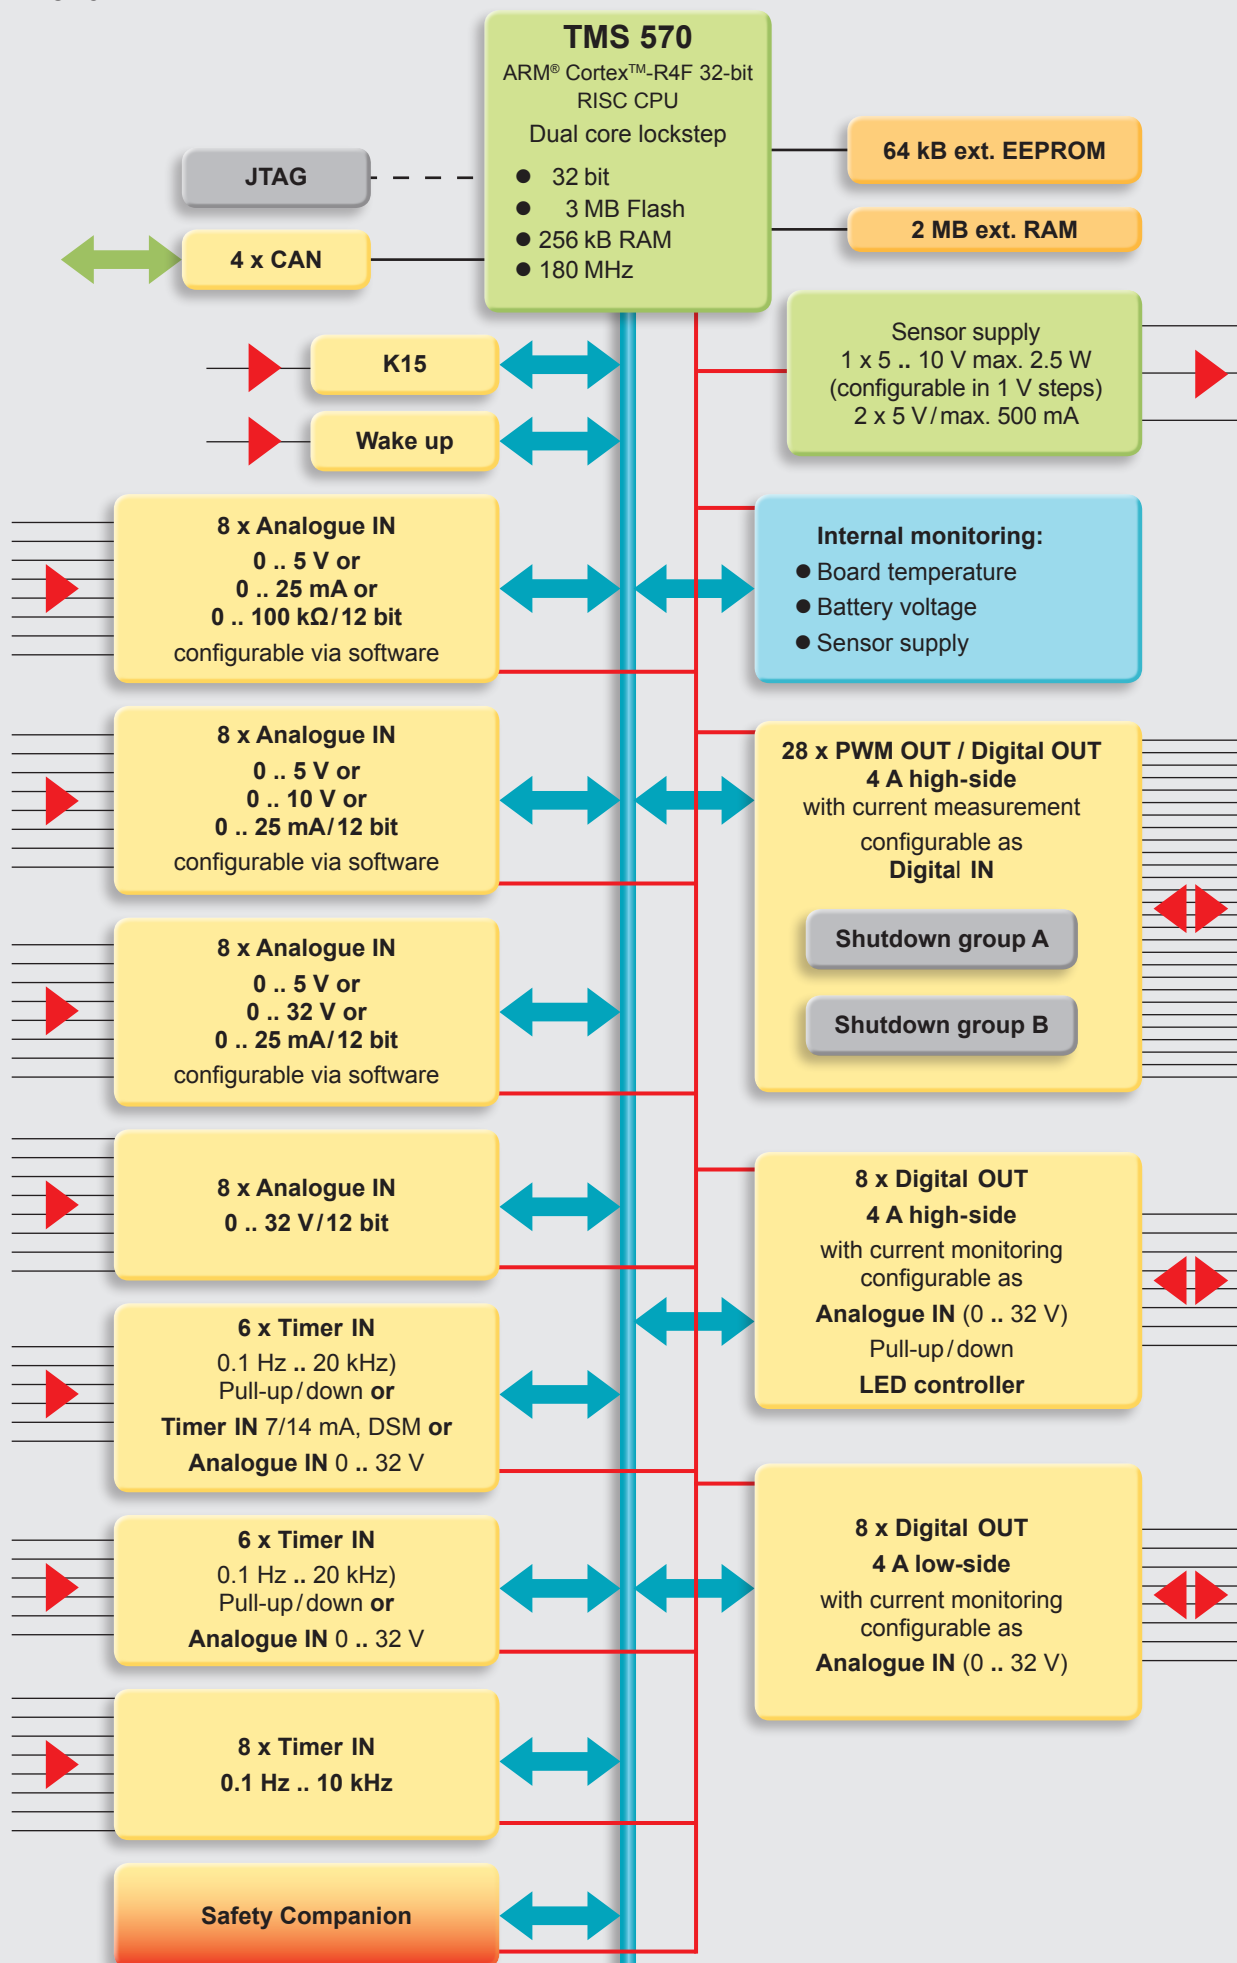 TMS 570
ARM® Cortex™-R4F 32-bit
RISC CPU
Dual core lockstep
● 32 bit
● 3 MB Flash
● 256 kB RAM
● 180 MHz
JTAG
4 x CAN
64 kB ext. EEPROM
2 MB ext. RAM
K15
Wake up
Sensor supply
1 x 5 .. 10 V max. 2.5 W
(configurable in 1 V steps)
2 x 5 V/max. 500 mA
8 x Analogue IN
0 .. 5 V or
0 .. 25 mA or
0 .. 100 kΩ/12 bit
configurable via software
Internal monitoring:
● Board temperature
● Battery voltage
● Sensor supply
8 x Analogue IN
0 .. 5 V or
0 .. 10 V or
0 .. 25 mA/12 bit
configurable via software
28 x PWM OUT / Digital OUT
4 A high-side
with current measurement
configurable as
Digital IN
Shutdown group A
Shutdown group B
8 x Analogue IN
0 .. 5 V or
0 .. 32 V or
0 .. 25 mA/12 bit
configurable via software
8 x Analogue IN
0 .. 32 V/12 bit
8 x Digital OUT
4 A high-side
with current monitoring
configurable as
Analogue IN (0 .. 32 V)
Pull-up/down
LED controller
6 x Timer IN
0.1 Hz .. 20 kHz)
Pull-up/down or
Timer IN 7/14 mA, DSM or
Analogue IN 0 .. 32 V
6 x Timer IN
0.1 Hz .. 20 kHz)
Pull-up/down or
Analogue IN 0 .. 32 V
8 x Digital OUT
4 A low-side
with current monitoring
configurable as
Analogue IN (0 .. 32 V)
8 x Timer IN
0.1 Hz .. 10 kHz
Safety Companion